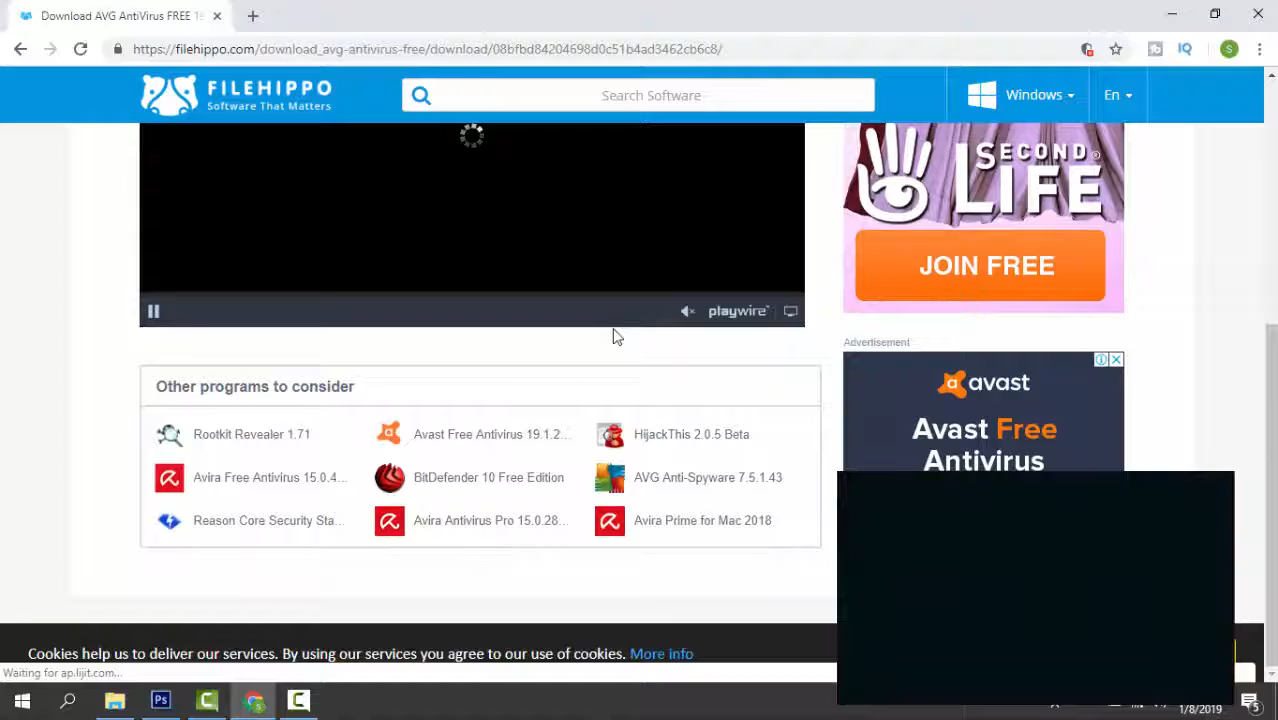 Download AVG AntiVirus FREE 1
https://filehippo.com/download_avg-antivirus-free/download/08bfbd84204698d0c51b4ad3462cb6c8/
S
FILEHIPPO
Software That Matters
Search Software
Windows
En
SECOND
LIFE
JOIN FREE
playwire
Advertisement
Other programs to consider
avast
Avast Free
Antivirus
Rootkit Revealer 1.71
Avast Free Antivirus 19.1.2...
HijackThis 2.0.5 Beta
Avira Free Antivirus 15.0.4...
BitDefender 10 Free Edition
AVG Anti-Spyware 7.5.1.43
Reason Core Security Sta...
Avira Antivirus Pro 15.0.28...
Avira Prime for Mac 2018
Cookies help us to deliver our services. By using our services you agree to our use of cookies. More info
Waiting for ap.lijit.com...
Ps
1/8/2019
5